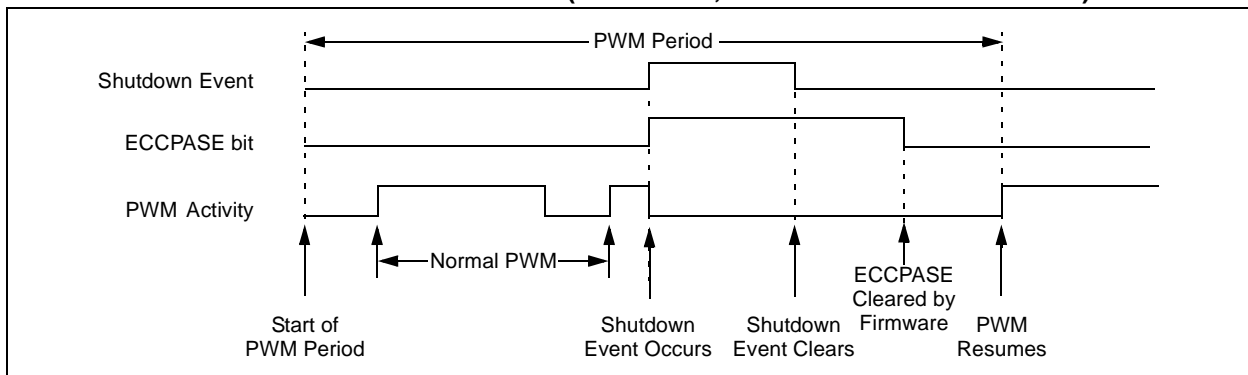 PWM Period
Shutdown Event
ECCPASE bit
PWM Activity
Normal PWM
Start of
PWM Period
Shutdown
Event Occurs
Shutdown
Event Clears
ECCPASE
Cleared by
Firmware
PWM
Resumes